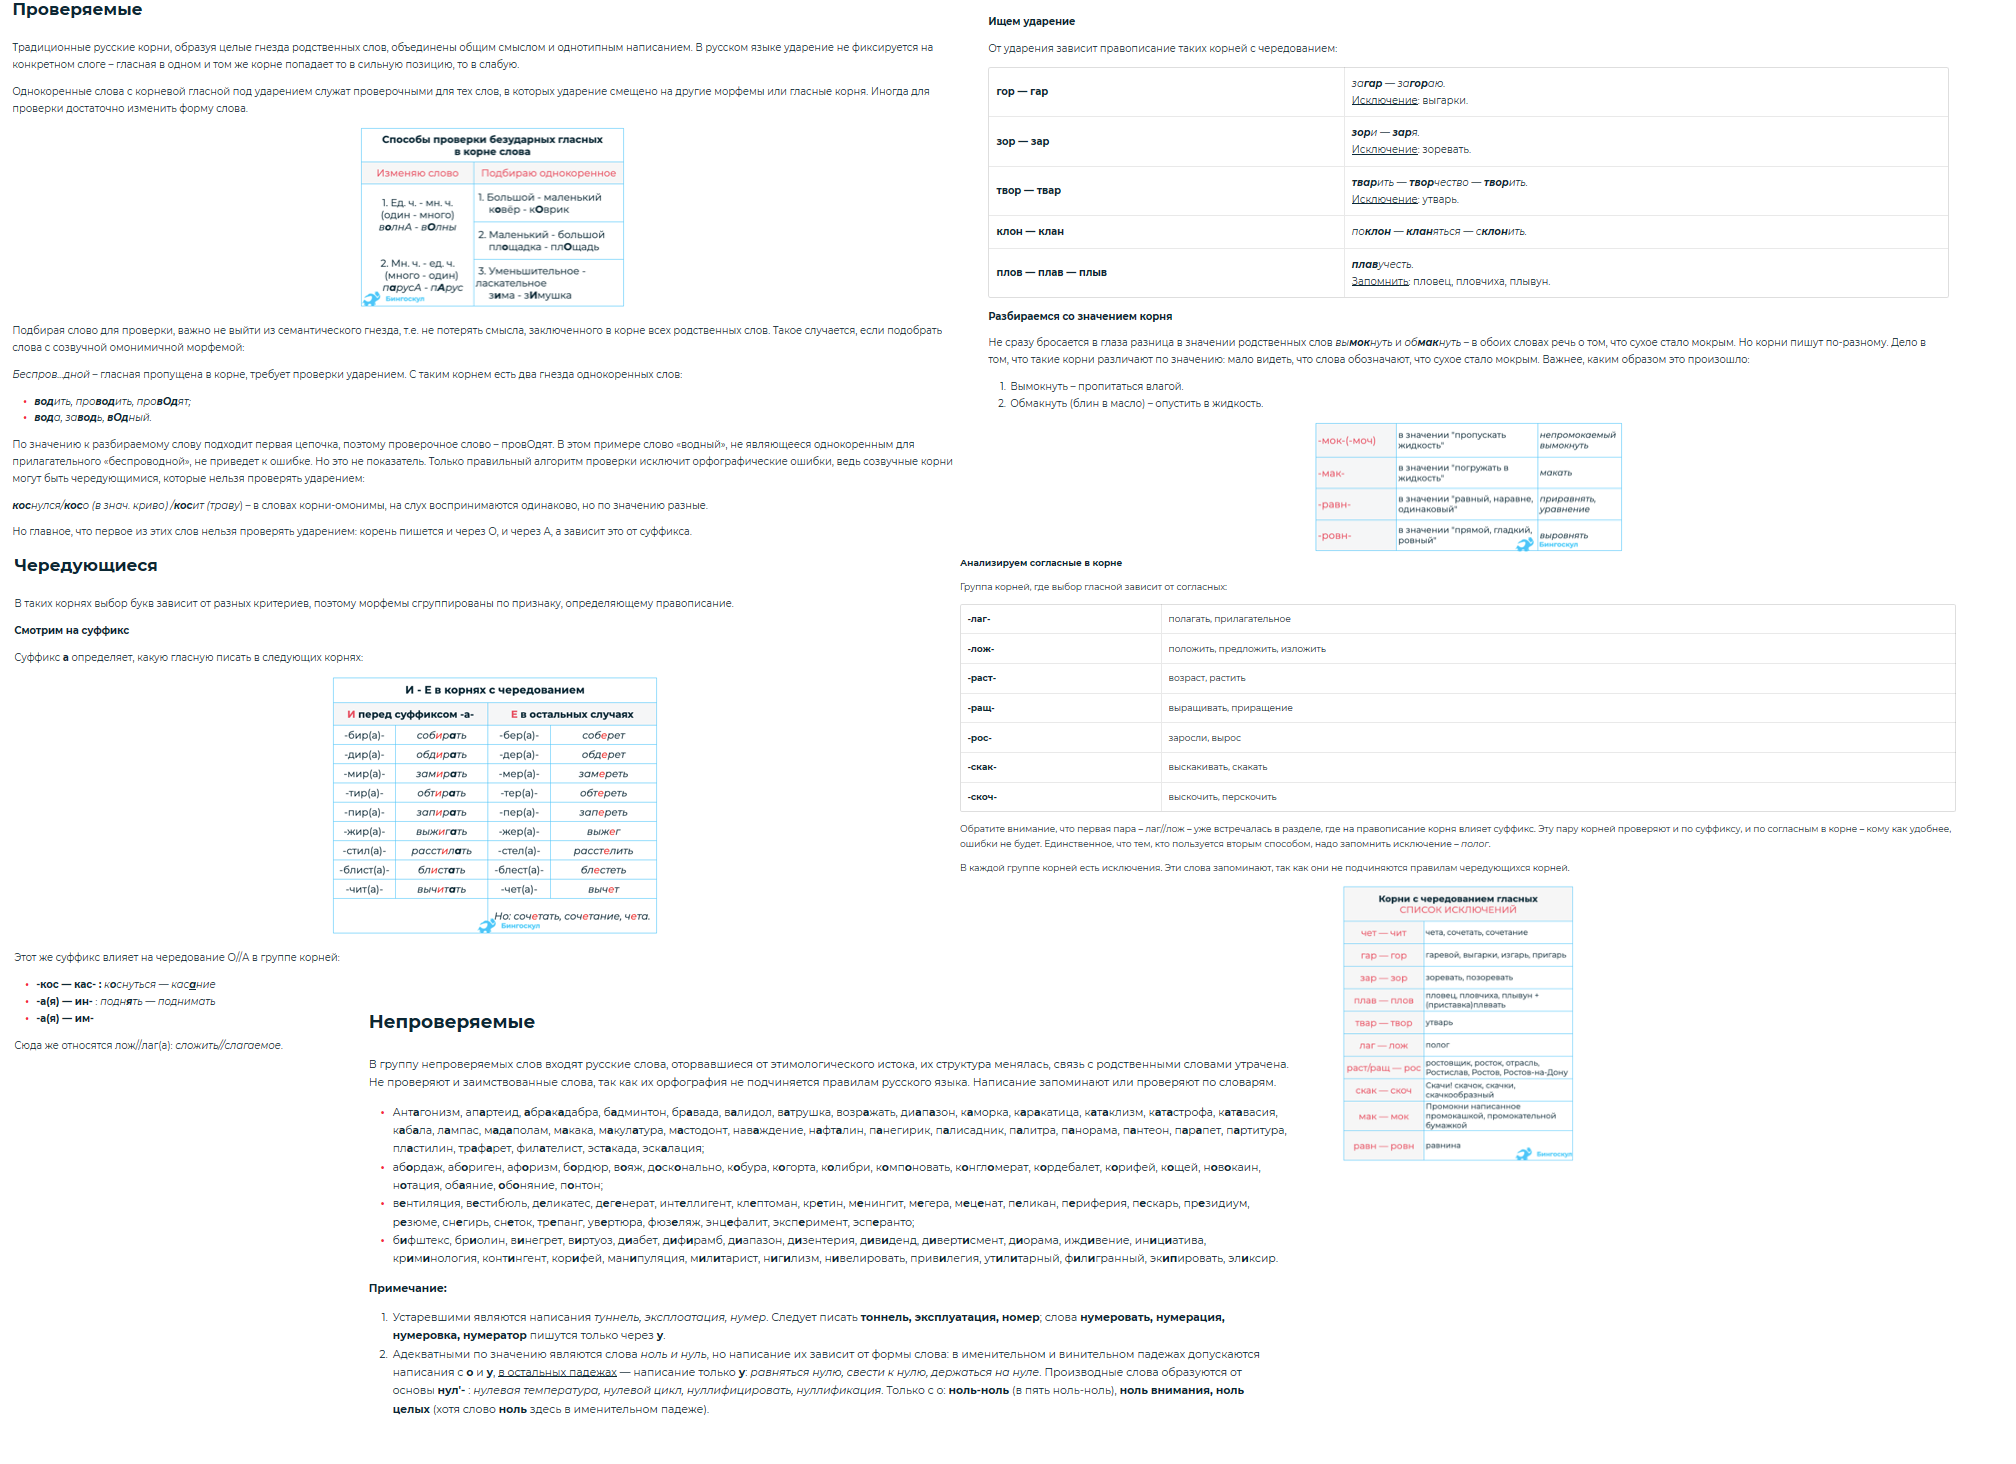 Проверяемые
Традиционные русские корни, образуя целые гнезда родственных слов, объединены общим смыслом и однотипным написанием. В русском языке ударение не фиксируется на
конкретном слоге – гласная в одном и том же корне попадает то в сильную позицию, то в слабую.
Однокоренные слова с корневой гласной под ударением служат проверочными для тех слов, в которых ударение смещено на другие морфемы или гласные корня. Иногда для
проверки достаточно изменить форму слова.
Способы проверки безударных гласных
в корне слова
Изменяю слово
Подбираю однокоренное
1. Ед. ч. - мн. ч.
(один - много)
волнА - вОлны
2. Мн. ч. - ед. ч.
(много - один)
парусА - пАрус
Бингоскул
1. Большой - маленький
ковёр - кОврик
2. Маленький - большой
площадка - плОщадь
3. Уменьшительное -
ласкательное
зима - зИмушка
Подбирая слово для проверки, важно не выйти из семантического гнезда, т.е. не потерять смысла, заключенного в корне всех родственных слов. Такое случается, если подобрать
слова с созвучной омонимичной морфемой:
Беспров...дной – гласная пропущена в корне, требует проверки ударением. С таким корнем есть два гнезда однокоренных слов:
• водить, проводить, провОдят;
• вода, заводь, вОдный.
По значению к разбираемому слову подходит первая цепочка, поэтому проверочное слово – провОдят. В этом примере слово «водный», не являющееся однокоренным для
прилагательного «беспроводной», не приведет к ошибке. Но это не показатель. Только правильный алгоритм проверки исключит орфографические ошибки, ведь созвучные корни
могут быть чередующимися, которые нельзя проверять ударением:
коснулся/косо (в знач. криво) /косит (траву) – в словах корни-омонимы, на слух воспринимаются одинаково, но по значению разные.
Но главное, что первое из этих слов нельзя проверять ударением: корень пишется и через О, и через А, а зависит это от суффикса.
Чередующиеся
В таких корнях выбор букв зависит от разных критериев, поэтому морфемы сгруппированы по признаку, определяющему правописание.
Смотрим на суффикс
Суффикс а определяет, какую гласную писать в следующих корнях:
И - Е в корнях с чередованием
И перед суффиксом -а- Е в остальных случаях
-бир(а)- собирать -бер(а)- соберет
-дир(а)- обдирать -дер(а)- обдерет
-мир(а)- замирать -мер(а)- замереть
-тир(а)- обтирать -тер(а)- обтереть
-пир(а)- запирать -пер(а)- запереть
-жир(а)- выжигать -жер(а)- выжег
-стил(а)- расстилать -стел(а)- расстелить
-блист(а)- блистать -блест(а)- блестеть
-чит(а)- вычитать -чет(а)- вычет
Но: сочетать, сочетание, чета.
Бингоскул
Этот же суффикс влияет на чередование О//А в группе корней:
• -кос — кас- : коснуться — касание
• -а(я) — ин- : поднять — поднимать
• -а(я) — им-
Сюда же относятся лож//лаг(а): сложить//слагаемое.
Ищем ударение
От ударения зависит правописание таких корней с чередованием:
гор — гар
загар — загораю.
Исключение: выгарки.
зор — зар
зори — заря.
Исключение: зоревать.
твор — твар
тварить — творчество — творить.
Исключение: утварь.
клон — клан
поклон — кланяться — склонить.
плов — плав — плыв
плавучесть.
Запомнить: пловец, пловчиха, плывун.
Разбираемся со значением корня
Не сразу бросается в глаза разница в значении родственных слов вымокнуть и обмакнуть – в обоих словах речь о том, что сухое стало мокрым. Но корни пишут по-разному. Дело в
том, что такие корни различают по значению: мало видеть, что слова обозначают, что сухое стало мокрым. Важнее, каким образом это произошло:
1. Вымокнуть – пропитаться влагой.
2. Обмакнуть (блин в масло) – опустить в жидкость.
-мок-(-моч)
в значении "пропускать
жидкость"
непромокаемый
вымокнуть
-мак-
в значении "погружать в
жидкость"
макать
-равн-
в значении "равный, наравне,
одинаковый"
приравнять,
уравнение
-ровн-
в значении "прямой, гладкий,
ровный"
выровнять
Бингоскул
Анализируем согласные в корне
Группа корней, где выбор гласной зависит от согласных:
-лаг- полагать, прилагательное
-лож- положить, предложить, изложить
-раст- возраст, растить
-ращ- выращивать, приращение
-рос- заросли, вырос
-скак- выскакивать, скакать
-скоч- выскочить, перскочить
Обратите внимание, что первая пара – лаг//лож – уже встречалась в разделе, где на правописание корня влияет суффикс. Эту пару корней проверяют и по суффиксу, и по согласным в корне – кому как удобнее,
ошибки не будет. Единственное, что тем, кто пользуется вторым способом, надо запомнить исключение – полог.
В каждой группе корней есть исключения. Эти слова запоминают, так как они не подчиняются правилам чередующихся корней.
Корни с чередованием гласных
СПИСОК ИСКЛЮЧЕНИЙ
чет — чит чета, сочетать, сочетание
гар — гор гаревой, выгарки, изгарь, пригарь
зар — зор зоревать, позоревать
плав — плов
пловец, пловчиха, плывун +
(приставка)плввать
твар — твор утварь
лаг — лож полог
раст/ращ — рос
ростовщик, росток, отрасль,
Ростислав, Ростов, Ростов-на-Дону
скак — скоч
Скачи! скачок, скачки,
скачкообразный
мак — мок
Промокни написанное
промокашкой, промокательной
бумажкой
равн — ровн равнина
Бингоскул
Непроверяемые
В группу непроверяемых слов входят русские слова, оторвавшиеся от этимологического истока, их структура менялась, связь с родственными словами утрачена.
Не проверяют и заимствованные слова, так как их орфография не подчиняется правилам русского языка. Написание запоминают или проверяют по словарям.
• Антагонизм, апартеид, абракадабра, бадминтон, бравада, валидол, ватрушка, возражать, диапазон, каморка, каракатица, катаклизм, катастрофа, катавасия,
кабала, лампас, мадаполам, макака, макулатура, мастодонт, наваждение, нафталин, панегирик, палисадник, палитра, панорама, пантеон, парапет, партитура,
пластилин, трафарет, филателист, эстакада, эскалация;
• абордаж, абориген, афоризм, бордюр, вояж, досконально, кобура, когорта, колибри, компоновать, конгломерат, кордебалет, корифей, кощей, новокаин,
нотация, обаяние, обоняние, понтон;
• вентиляция, вестибюль, деликатес, дегенерат, интеллигент, клептоман, кретин, менингит, мегера, меценат, пеликан, периферия, пескарь, президиум,
резюме, снегирь, снеток, трепанг, увертюра, фюзеляж, энцефалит, эксперимент, эсперанто;
• бифштекс, бриолин, винегрет, виртуоз, диабет, дифирамб, диапазон, дизентерия, дивиденд, дивертисмент, диорама, иждивение, инициатива,
криминология, контингент, корифей, манипуляция, милитарист, нигилизм, нивелировать, привилегия, утилитарный, филигранный, экипировать, эликсир.
Примечание:
1. Устаревшими являются написания туннель, эксплоатация, нумер. Следует писать тоннель, эксплуатация, номер; слова нумеровать, нумерация,
нумеровка, нумератор пишутся только через у.
2. Адекватными по значению являются слова ноль и нуль, но написание их зависит от формы слова: в именительном и винительном падежах допускаются
написания с о и у, в остальных падежах — написание только у: равняться нулю, свести к нулю, держаться на нуле. Производные слова образуются от
основы нул'- : нулевая температура, нулевой цикл, нуллифицировать, нуллификация. Только с о: ноль-ноль (в пять ноль-ноль), ноль внимания, ноль
целых (хотя слово ноль здесь в именительном падеже).